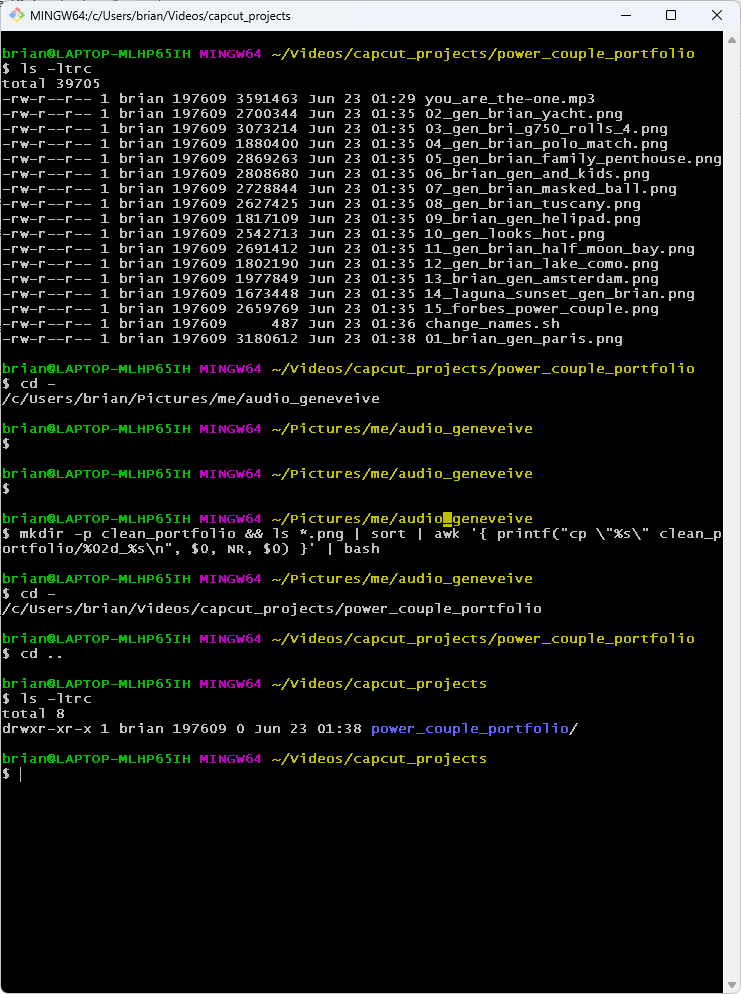 MINGW64:/c/Users/brian/Videos/capcut_projects
brian@LAPTOP-MLHP65IH MINGW64 ~/Videos/capcut_projects/power_couple_portfolio
$ ls -ltrc
total 39705
-rw-r--r-- 1 brian 197609 3591463 Jun 23 01:29 you_are_the-one.mp3
-rw-r--r-- 1 brian 197609 2700344 Jun 23 01:35 02_gen_brian_yacht.png
-rw-r--r-- 1 brian 197609 3073214 Jun 23 01:35 03_gen_bri_g750_rolls_4.png
-rw-r--r-- 1 brian 197609 1880400 Jun 23 01:35 04_gen_brian_polo_match.png
-rw-r--r-- 1 brian 197609 2869263 Jun 23 01:35 05_gen_brian_family_penthouse.png
-rw-r--r-- 1 brian 197609 2808680 Jun 23 01:35 06_brian_gen_and_kids.png
-rw-r--r-- 1 brian 197609 2728844 Jun 23 01:35 07_gen_brian_masked_ball.png
-rw-r--r-- 1 brian 197609 2627425 Jun 23 01:35 08_gen_brian_tuscany.png
-rw-r--r-- 1 brian 197609 1817109 Jun 23 01:35 09_brian_gen_helipad.png
-rw-r--r-- 1 brian 197609 2542713 Jun 23 01:35 10_gen_looks_hot.png
-rw-r--r-- 1 brian 197609 2691412 Jun 23 01:35 11_gen_brian_half_moon_bay.png
-rw-r--r-- 1 brian 197609 1802190 Jun 23 01:35 12_gen_brian_lake_como.png
-rw-r--r-- 1 brian 197609 1977849 Jun 23 01:35 13_brian_gen_amsterdam.png
-rw-r--r-- 1 brian 197609 1673448 Jun 23 01:35 14_laguna_sunset_gen_brian.png
-rw-r--r-- 1 brian 197609 2659769 Jun 23 01:35 15_forbes_power_couple.png
-rw-r--r-- 1 brian 197609     487 Jun 23 01:36 change_names.sh
-rw-r--r-- 1 brian 197609 3180612 Jun 23 01:38 01_brian_gen_paris.png
brian@LAPTOP-MLHP65IH MINGW64 ~/Videos/capcut_projects/power_couple_portfolio
$ cd -
/c/Users/brian/Pictures/me/audio_geneveive
brian@LAPTOP-MLHP65IH MINGW64 ~/Pictures/me/audio_geneveive
$
brian@LAPTOP-MLHP65IH MINGW64 ~/Pictures/me/audio_geneveive
$
brian@LAPTOP-MLHP65IH MINGW64 ~/Pictures/me/audio_geneveive
$ mkdir -p clean_portfolio && ls *.png | sort | awk '{ printf("cp \"%s\" clean_p
ortfolio/%02d_%s\n", $0, NR, $0) }' | bash
brian@LAPTOP-MLHP65IH MINGW64 ~/Pictures/me/audio_geneveive
$ cd -
/c/Users/brian/Videos/capcut_projects/power_couple_portfolio
brian@LAPTOP-MLHP65IH MINGW64 ~/Videos/capcut_projects/power_couple_portfolio
$ cd ..
brian@LAPTOP-MLHP65IH MINGW64 ~/Videos/capcut_projects
$ ls -ltrc
total 8
drwxr-xr-x 1 brian 197609 0 Jun 23 01:38 power_couple_portfolio/
brian@LAPTOP-MLHP65IH MINGW64 ~/Videos/capcut_projects
$